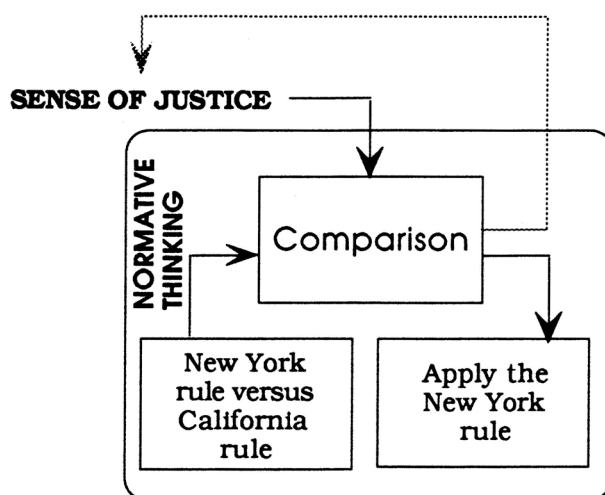 SENSE OF JUSTICE
NORMATIVE
THINKING
Comparison
New York
rule versus
California
rule
Apply the
New York
rule